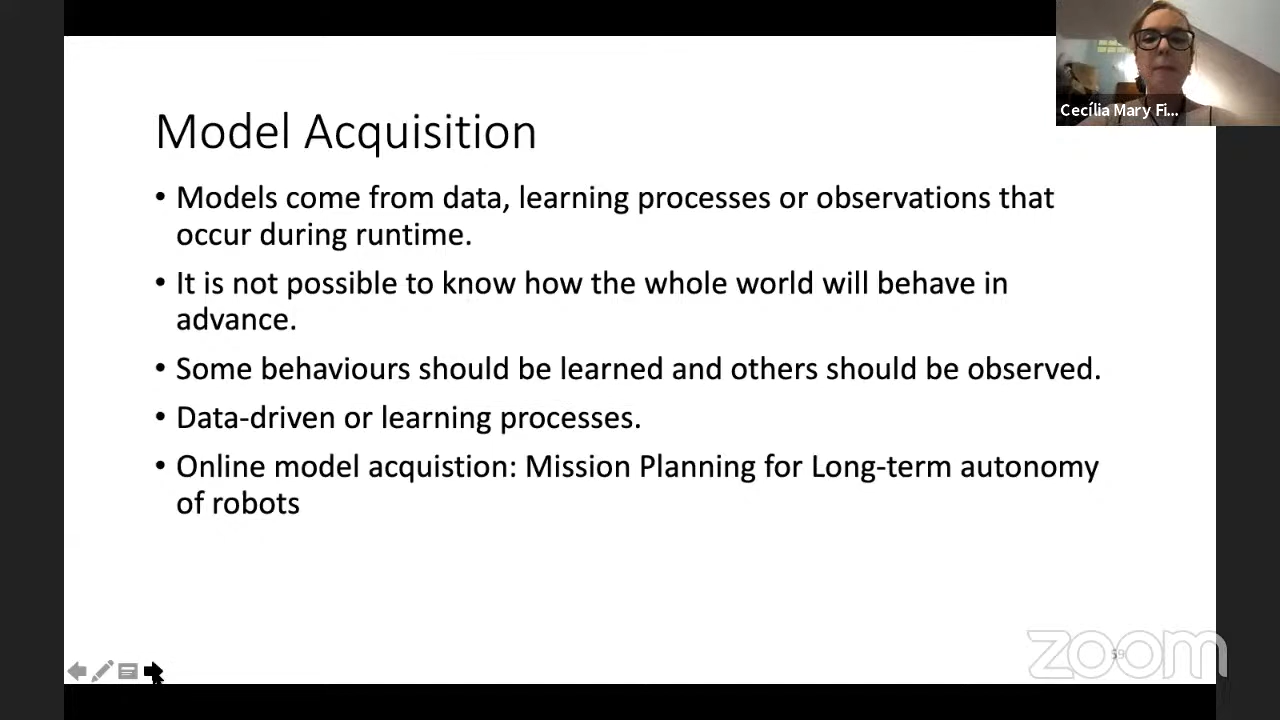 Cecília Mary Fi...
Model Acquisition
• Models come from data, learning processes or observations that
occur during runtime.
• It is not possible to know how the whole world will behave in
advance.
• Some behaviours should be learned and others should be observed.
• Data-driven or learning processes.
• Online model acquistion: Mission Planning for Long-term autonomy
of robots
59
zoom